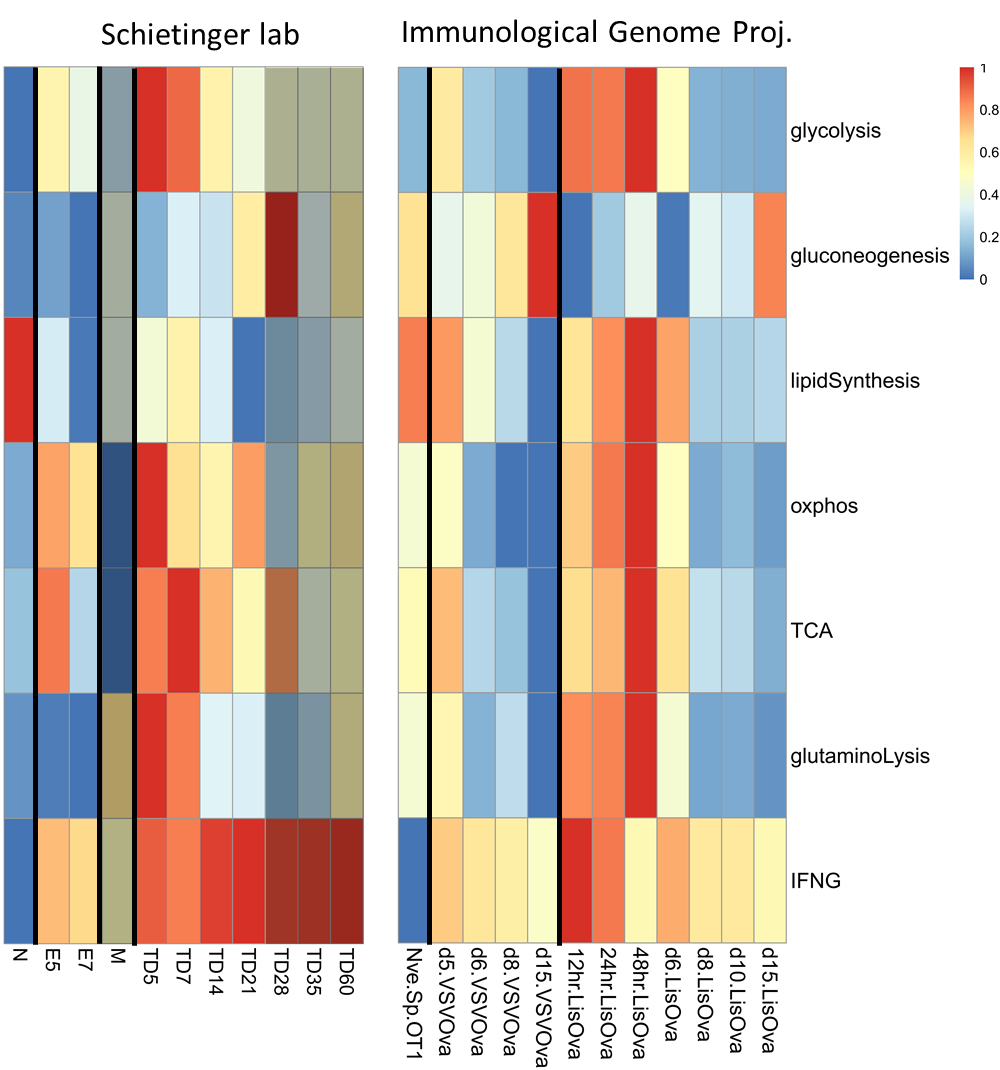 Schietinger lab
Immunological Genome Proj.
glycolysis
gluconeogenesis
lipidSynthesis
oxphos
TCA
glutaminoLysis
IFNG
1
0.8
0.6
0.4
0.2
0
N
E5
E7
M
TD5
TD7
TD14
TD21
TD28
TD35
TD60
Nve.Sp.OT1
d5.VSVOva
d6.VSVOva
d8.VSVOva
d15.VSVOva
12hr.LisOva
24hr.LisOva
48hr.LisOva
d6.LisOva
d8.LisOva
d10.LisOva
d15.LisOva